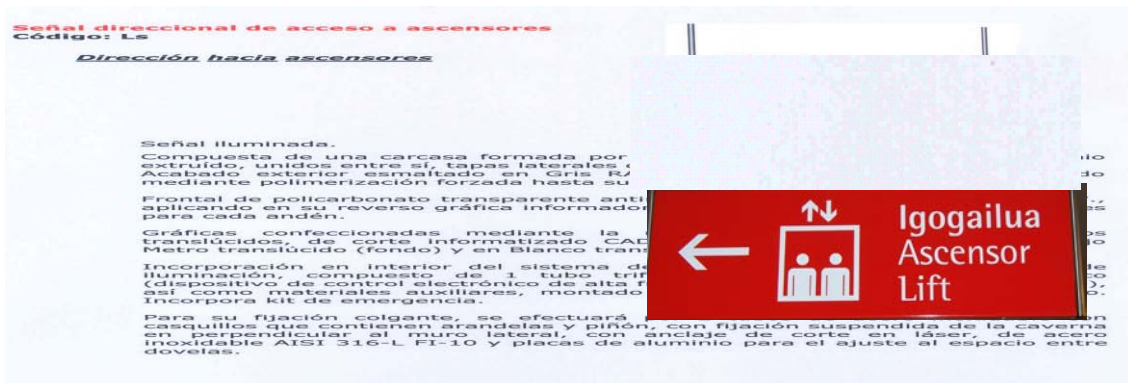 Señal direccional de acceso a ascensores
Código: Ls
Dirección hacia ascensores
Señal iluminada.
Compuesta de una carcasa formada por
extruído, unidos entre sí, tapas laterales
Acabado exterior esmaltado en Gris
mediante polimerización forzada hasta su
Frontal de policarbonato transparente
aplicando en su reverso gráfica
para cada andén.
Gráficas confeccionadas mediante la
translúcidos, de corte informatizado CAD
Metro translúcido (fondo) y en Blanco
Incorporación en interior del sistema de
iluminación, compuesto de 1 tubo
(dispositivo de control electrónico de alta
así como materiales auxiliares, montado
Incorpora kit de emergencia.
Para su fijación colgante, se efectuará
casquillos que contienen arandelas y piñón, con fijación suspendida de la caverna
en perpendicular al muro lateral, con anclaje de corte en láser, de acero
inoxidable AISI 316-L FI-10 y placas de aluminio para el ajuste al espacio entre
dovelas.
Igogailua
Ascensor
Lift